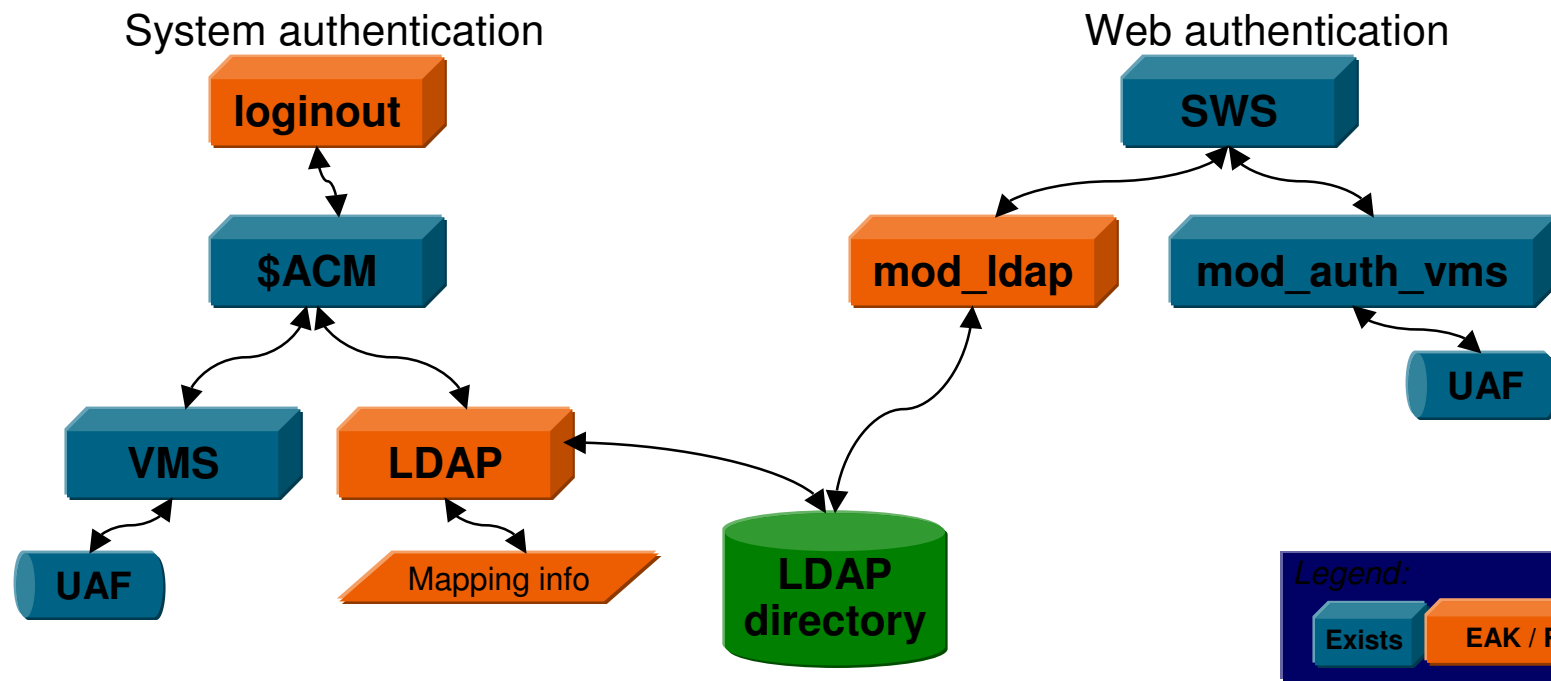 System authentication
Web authentication
loginout
SWS
$ACM
mod_ldap
mod_auth_vms
UAF
VMS
LDAP
UAF
Mapping info
LDAP
directory
Legend:
Exists
EAK /